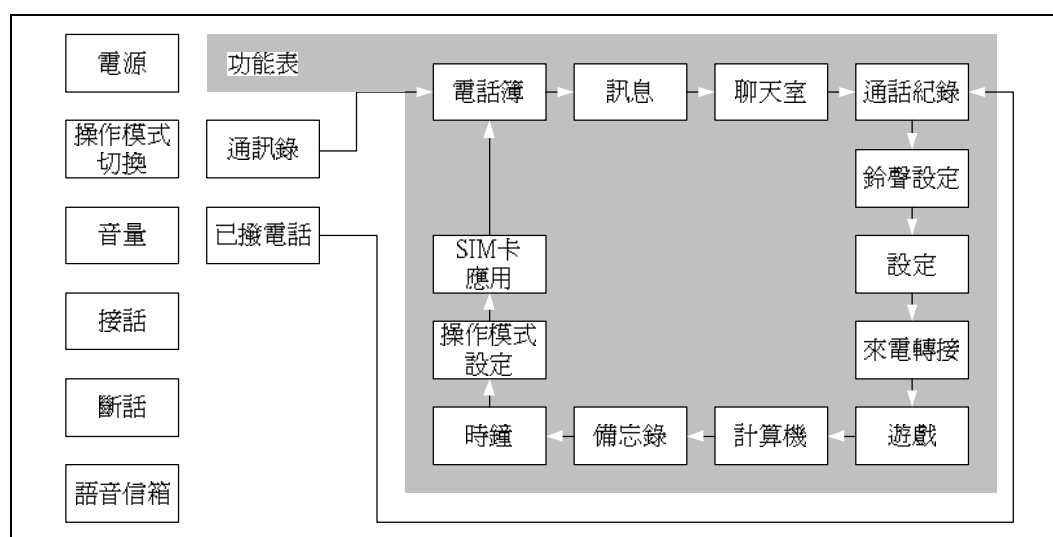 電源
功能表
電話簿
訊息
聊天室
通話紀錄
操作模式
切換
通訊錄
鈴聲設定
音量
已撥電話
SIM卡
應用
設定
接話
操作模式
設定
來電轉接
斷話
時鐘
備忘錄
計算機
遊戲
語音信箱